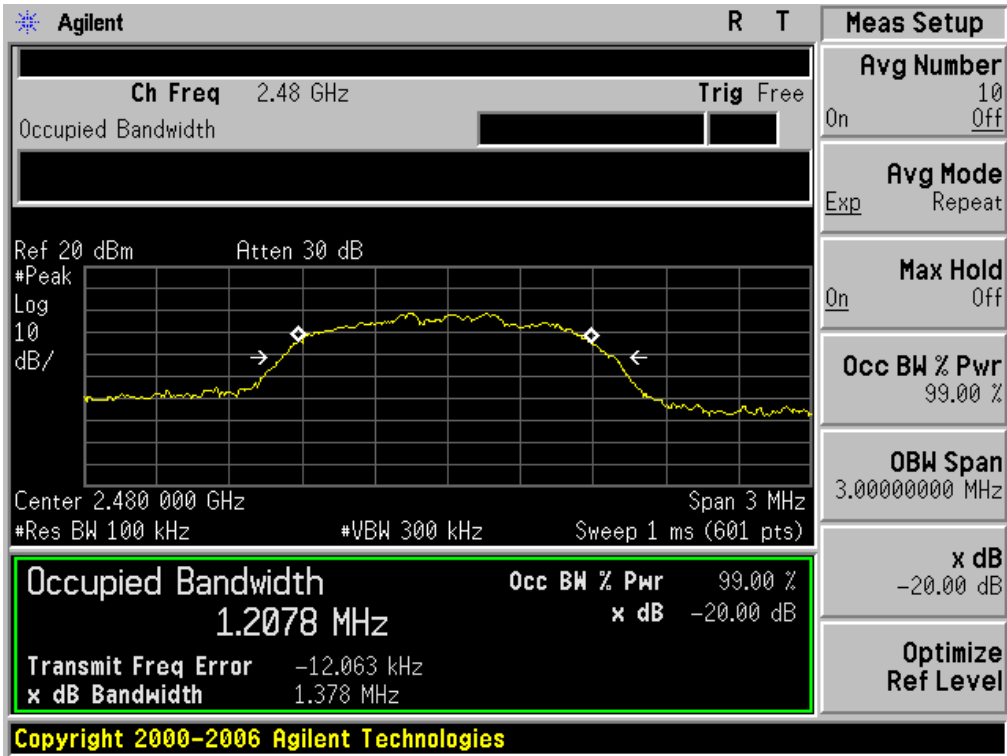 Agilent R T
Ch Freq 2.48 GHz Trig Free
Occupied Bandwidth
Ref 20 dBm Atten 30 dB
#Peak
Log
10
dB/
Center 2.480 000 GHz Span 3 MHz
#Res BW 100 kHz #VBW 300 kHz Sweep 1 ms (601 pts)
Occupied Bandwidth Occ BW % Pwr 99.00 %
1.2078 MHz x dB -20.00 dB
Transmit Freq Error -12.063 kHz
x dB Bandwidth 1.378 MHz
Copyright 2000-2006 Agilent Technologies
Meas Setup
Avg Number
10
On Off
Avg Mode
Exp Repeat
Max Hold
On Off
Occ BW % Pwr
99.00 %
OBW Span
3.00000000 MHz
x dB
-20.00 dB
Optimize
Ref Level